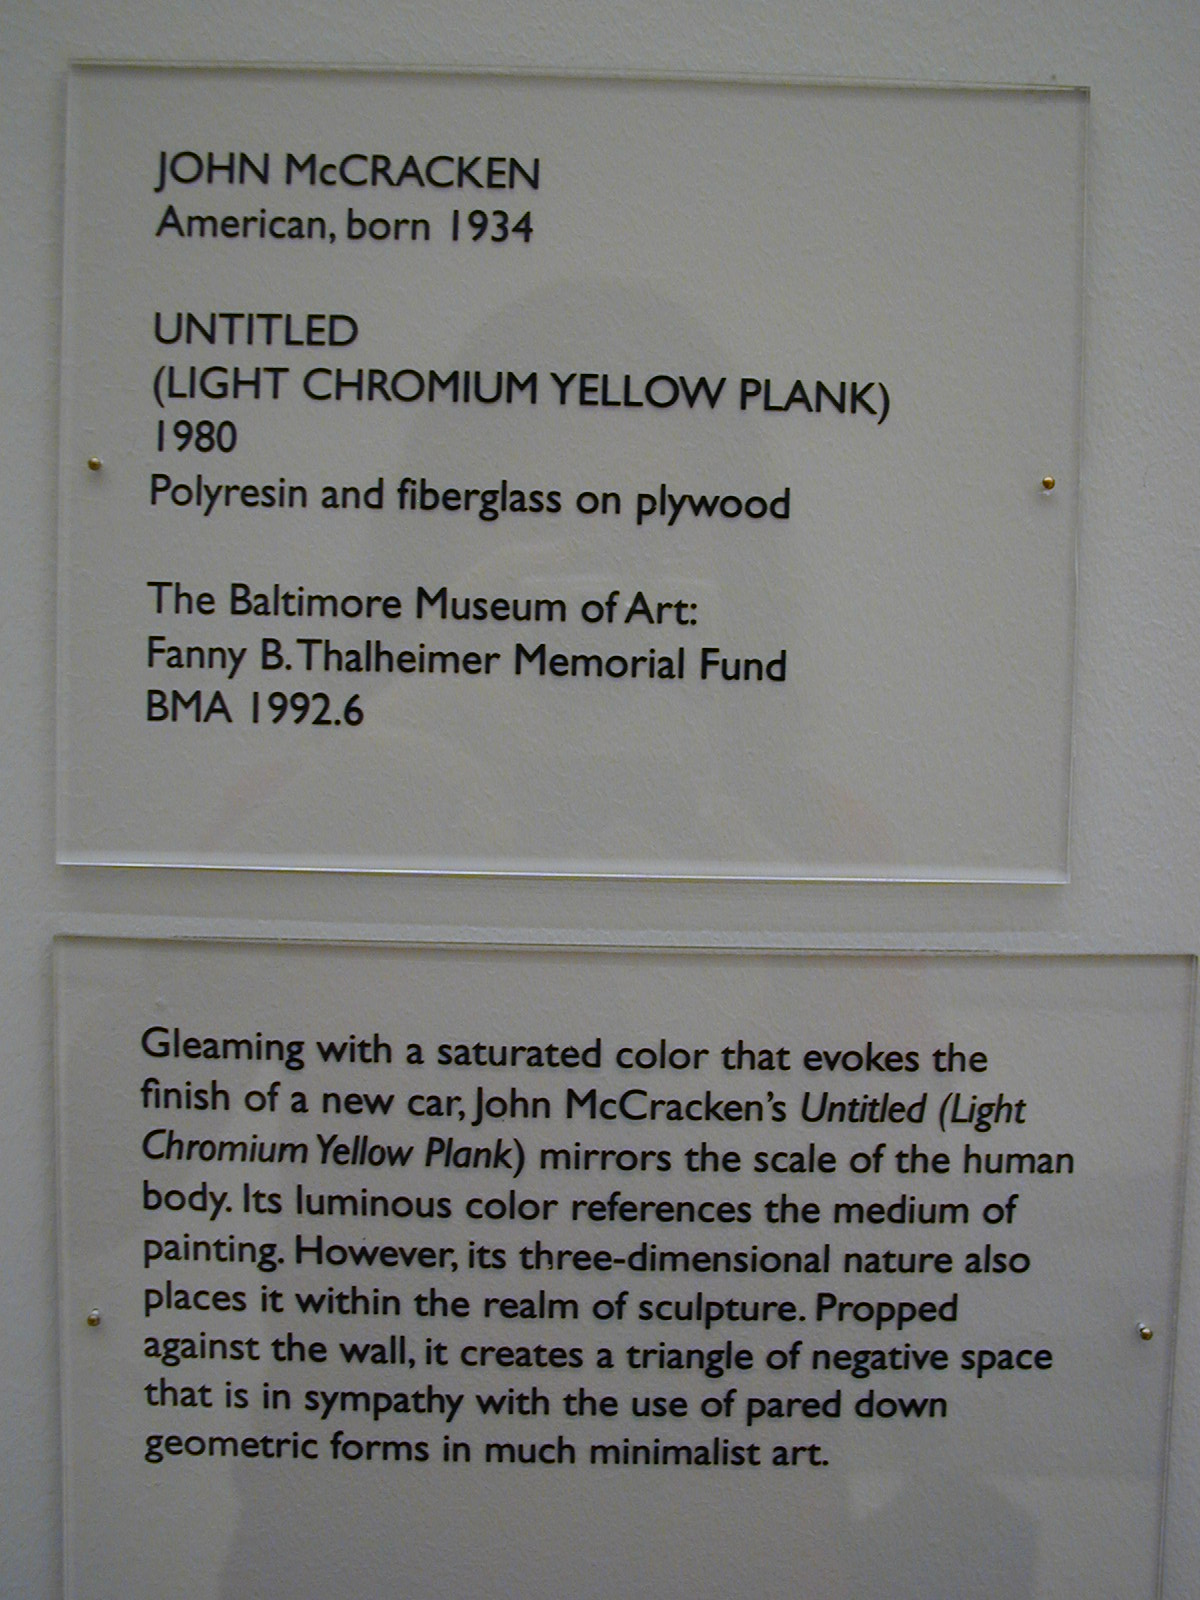 JOHN McCRACKEN
American, born 1934
UNTITLED
(LIGHT CHROMIUM YELLOW PLANK)
1980
Polyresin and fiberglass on plywood
The Baltimore Museum of Art:
Fanny B. Thalheimer Memorial Fund
BMA 1992.6
Gleaming with a saturated color that evokes the
finish of a new car, John McCracken's Untitled (Light
Chromium Yellow Plank) mirrors the scale of the human
body. Its luminous color references the medium of
painting. However, its three-dimensional nature also
places it within the realm of sculpture. Propped
against the wall, it creates a triangle of negative space
that is in sympathy with the use of pared down
geometric forms in much minimalist art.